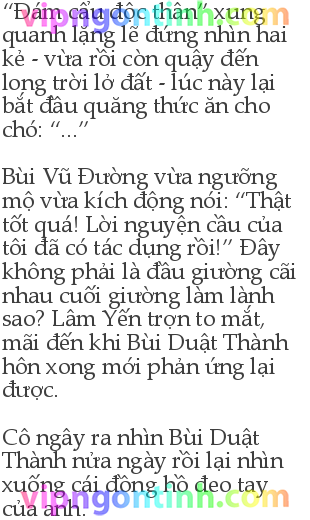 “Đám cẩu độc thân” xung
quanh lặng lẽ đứng nhìn hai
kẻ - vừa rồi còn quậy đến
long trời lở đất - lúc này lại
bắt đầu quăng thức ăn cho
chó: “...”
Bùi Vũ Đường vừa ngưỡng
mộ vừa kích động nói: “Thật
tốt quá! Lời nguyện cầu của
tôi đã có tác dụng rồi!” Đây
không phải là đầu giường cãi
nhau cuối giường làm lành
sao? Lâm Yến trợn to mắt,
mãi đến khi Bùi Duật Thành
hôn xong mới phản ứng lại
được.
Cô ngây ra nhìn Bùi Duật
Thành nửa ngày rồi lại nhìn
xuống cái đồng hồ đeo tay
của anh.
vipngontinh.com
vipngontinh.com